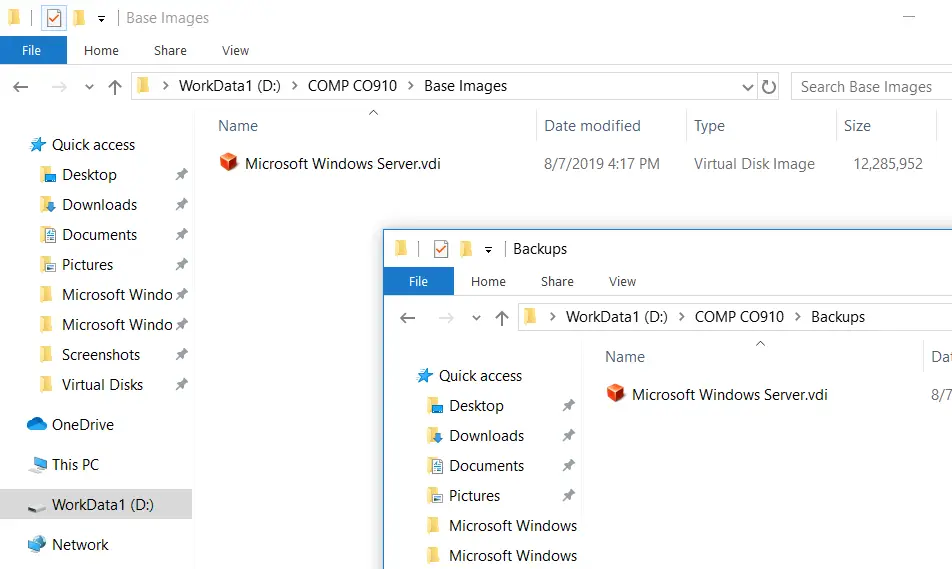 Base Images
File Home Share View
WorkData1 (D:) COMP CO910 Base Images
Search Base Images
Name Date modified Type Size
Microsoft Windows Server.vdi 8/7/2019 4:17 PM Virtual Disk Image 12,285,952
Quick access
Desktop
Downloads
Documents
Pictures
Microsoft Windo
Microsoft Windo
Screenshots
Virtual Disks
OneDrive
This PC
WorkData1 (D:)
Network
Backups
File Home Share View
WorkData1 (D:) COMP CO910 Backups
Name Da
Microsoft Windows Server.vdi 8/7
Quick access
Desktop
Downloads
Documents
Pictures
Microsoft Windows
Microsoft Windows